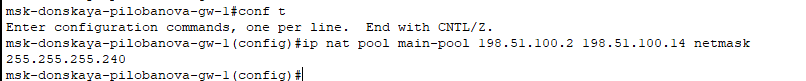 msk-donskaya-pilobanova-gw-1#conf t
Enter configuration commands, one per line.  End with CNTL/Z.
msk-donskaya-pilobanova-gw-1(config)#ip nat pool main-pool 198.51.100.2 198.51.100.14 netmask
255.255.255.240
msk-donskaya-pilobanova-gw-1(config)#